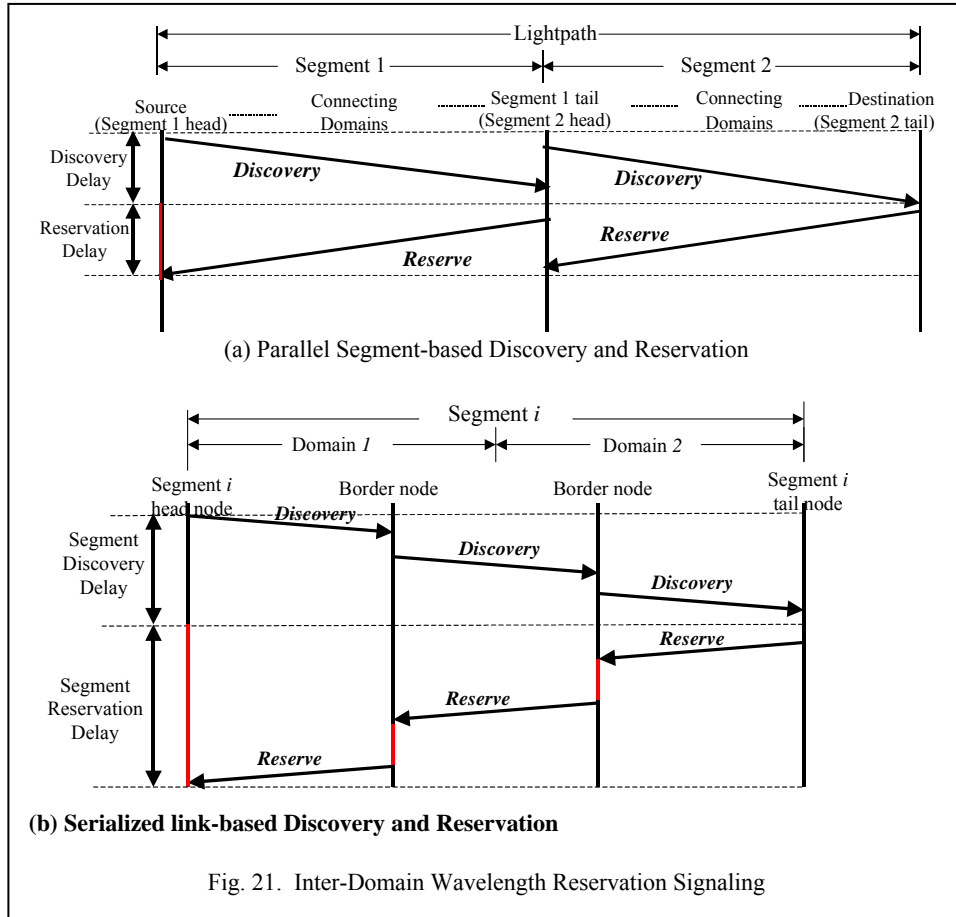 Lightpath
Segment 1
Segment 2
Source
(Segment 1 head)
Connecting
Domains
Segment 1 tail
(Segment 2 head)
Connecting
Domains
Destination
(Segment 2 tail)
Discovery
Delay
Discovery
Discovery
Reservation
Delay
Reserve
Reserve
(a) Parallel Segment-based Discovery and Reservation
Segment i
Domain 1
Domain 2
Segment i
head node
Border node
Border node
Segment i
tail node
Segment
Discovery
Delay
Discovery
Discovery
Discovery
Segment
Reservation
Delay
Reserve
Reserve
Reserve
(b) Serialized link-based Discovery and Reservation
Fig. 21. Inter-Domain Wavelength Reservation Signaling